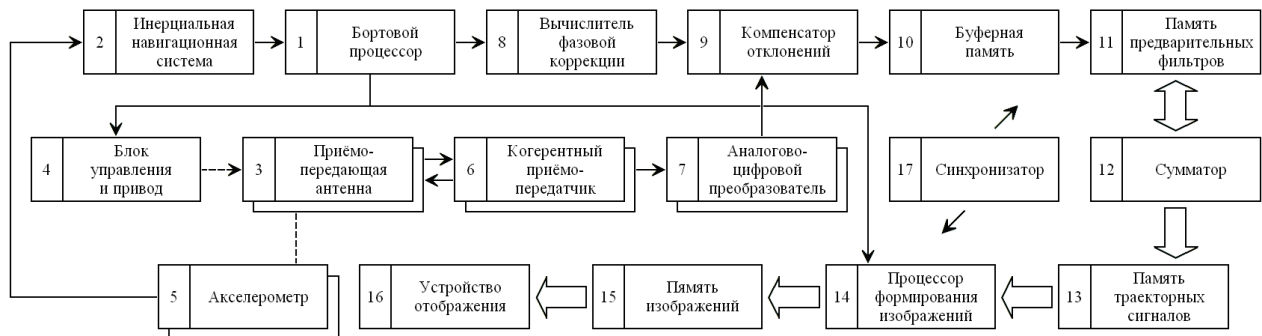 2
Инерциальная
навигационная
система
1
Бортовой
процессор
8
Вычислитель
фазовой
коррекции
9
Компенсатор
отклонений
10
Буферная
память
11
Память
предварительных
фильтров
4
Блок
управления
и привод
3
Приёмо-
передающая
антенна
6
Когерентный
приёмо-
передатчик
7
Аналогово-
цифровой
преобразователь
17
Синхронизатор
12
Сумматор
5
Акселерометр
16
Устройство
отображения
15
Пямять
изображений
14
Процессор
формирования
изображений
13
Память
траекторных
сигналов